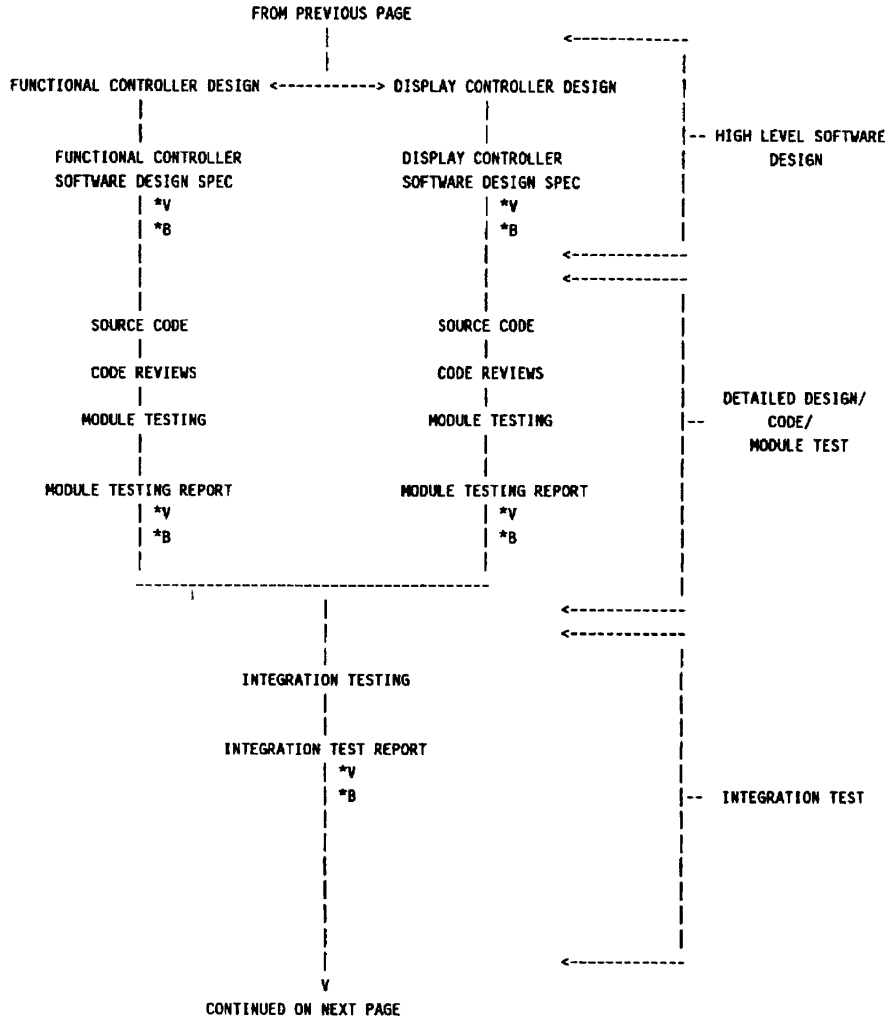 FROM PREVIOUS PAGE
FUNCTIONAL CONTROLLER DESIGN <------------> DISPLAY CONTROLLER DESIGN
-- HIGH LEVEL SOFTWARE
DESIGN
FUNCTIONAL CONTROLLER
SOFTWARE DESIGN SPEC
*V
*B
DISPLAY CONTROLLER
SOFTWARE DESIGN SPEC
*V
*B
SOURCE CODE
SOURCE CODE
CODE REVIEWS
CODE REVIEWS
MODULE TESTING
MODULE TESTING
DETAILED DESIGN/
-- CODE/
MODULE TEST
MODULE TESTING REPORT
*V
*B
MODULE TESTING REPORT
*V
*B
INTEGRATION TESTING
INTEGRATION TEST REPORT
*V
*B
-- INTEGRATION TEST
V
CONTINUED ON NEXT PAGE